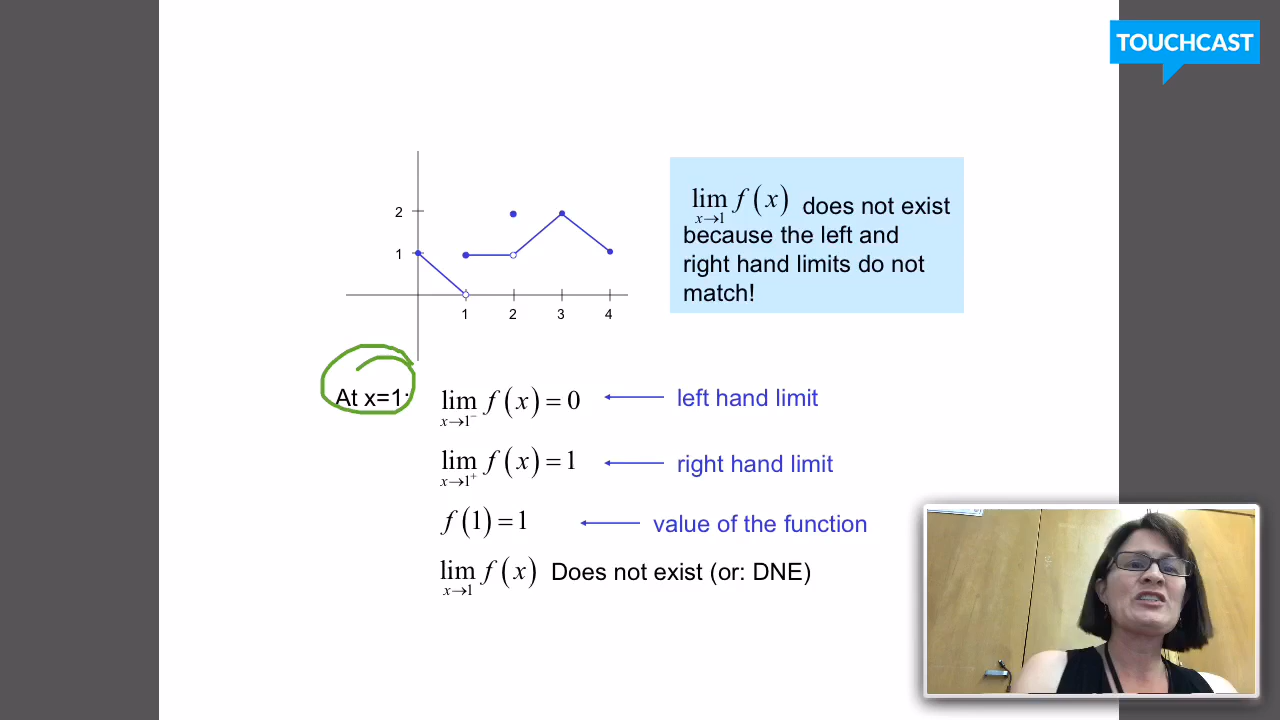 TOUCHCAST
2
1
1 2 3 4
lim f(x) does not exist
x→1
because the left and
right hand limits do not
match!
At x=1: lim f(x) = 0 left hand limit
x→1⁻
lim f(x) = 1 right hand limit
x→1⁺
f(1) = 1 value of the function
lim f(x) Does not exist (or: DNE)
x→1